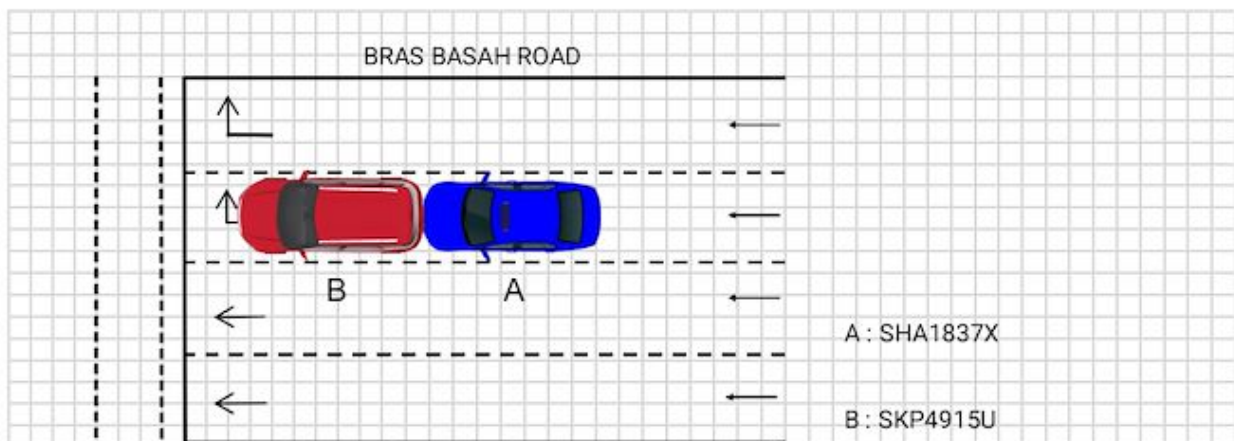 BRAS BASAH ROAD
B
A
A : SHA1837X
B : SKP4915U